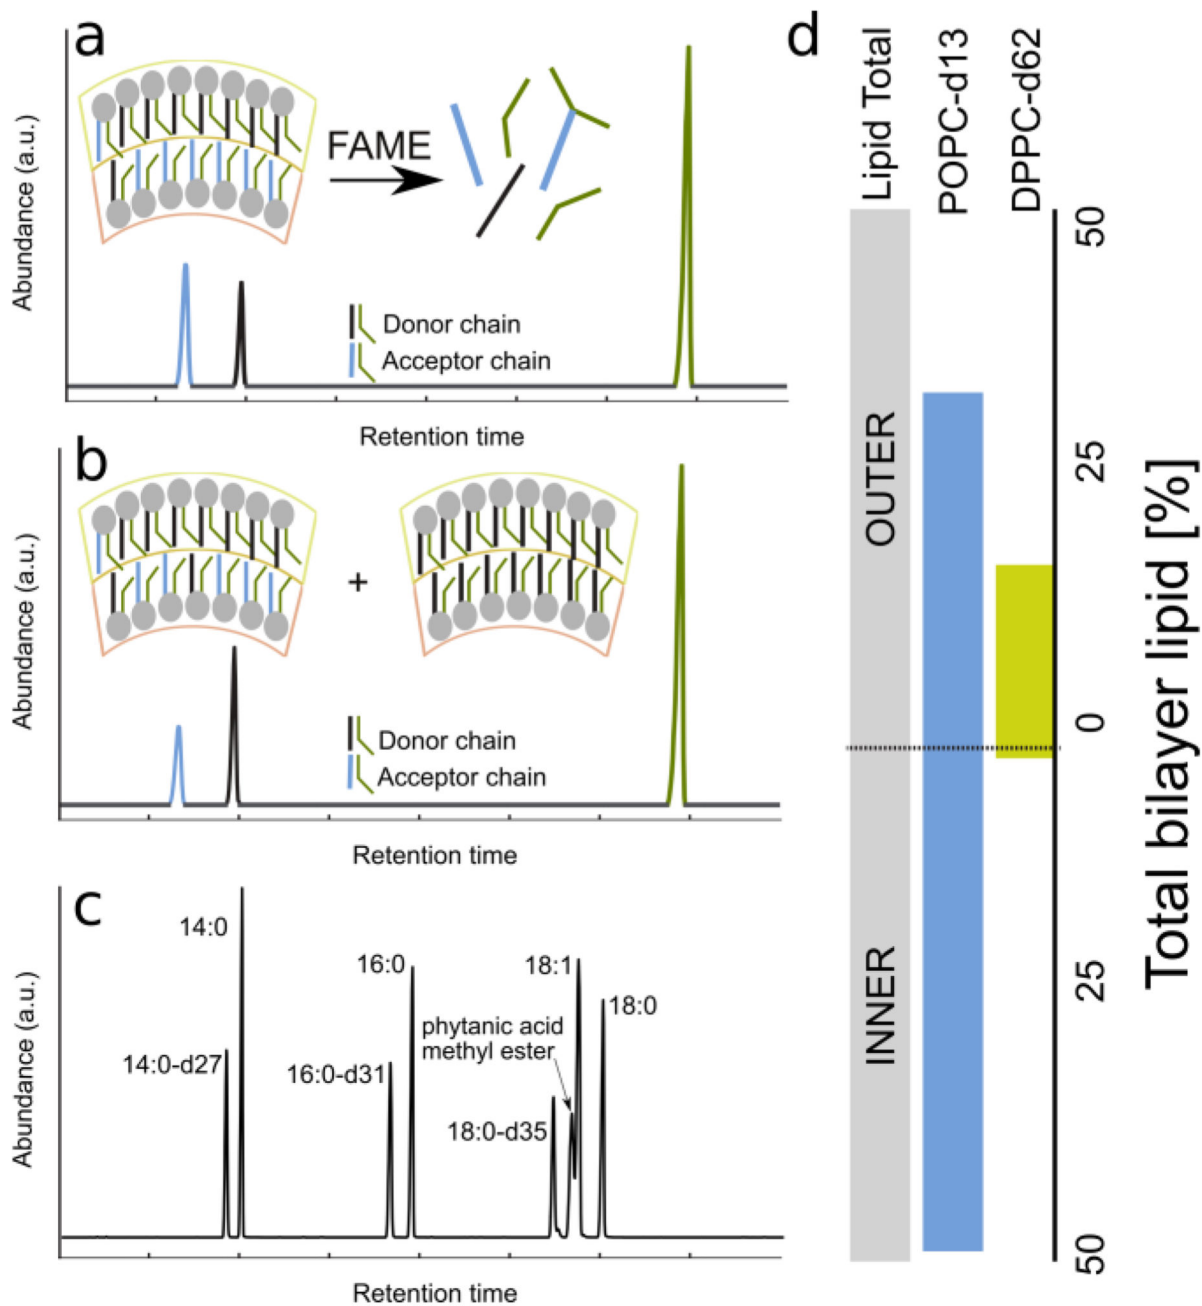 a
Abundance (a.u.)
FAME
Donor chain
Acceptor chain
Retention time
b
Abundance (a.u.)
+
Donor chain
Acceptor chain
Retention time
c
Abundance (a.u.)
14:0
14:0-d27
16:0
16:0-d31
18:1
phytanic acid
methyl ester
18:0
18:0-d35
Retention time
d
Lipid Total
POPC-d13
DPPC-d62
OUTER
INNER
50
25
0
25
50
Total bilayer lipid [%]